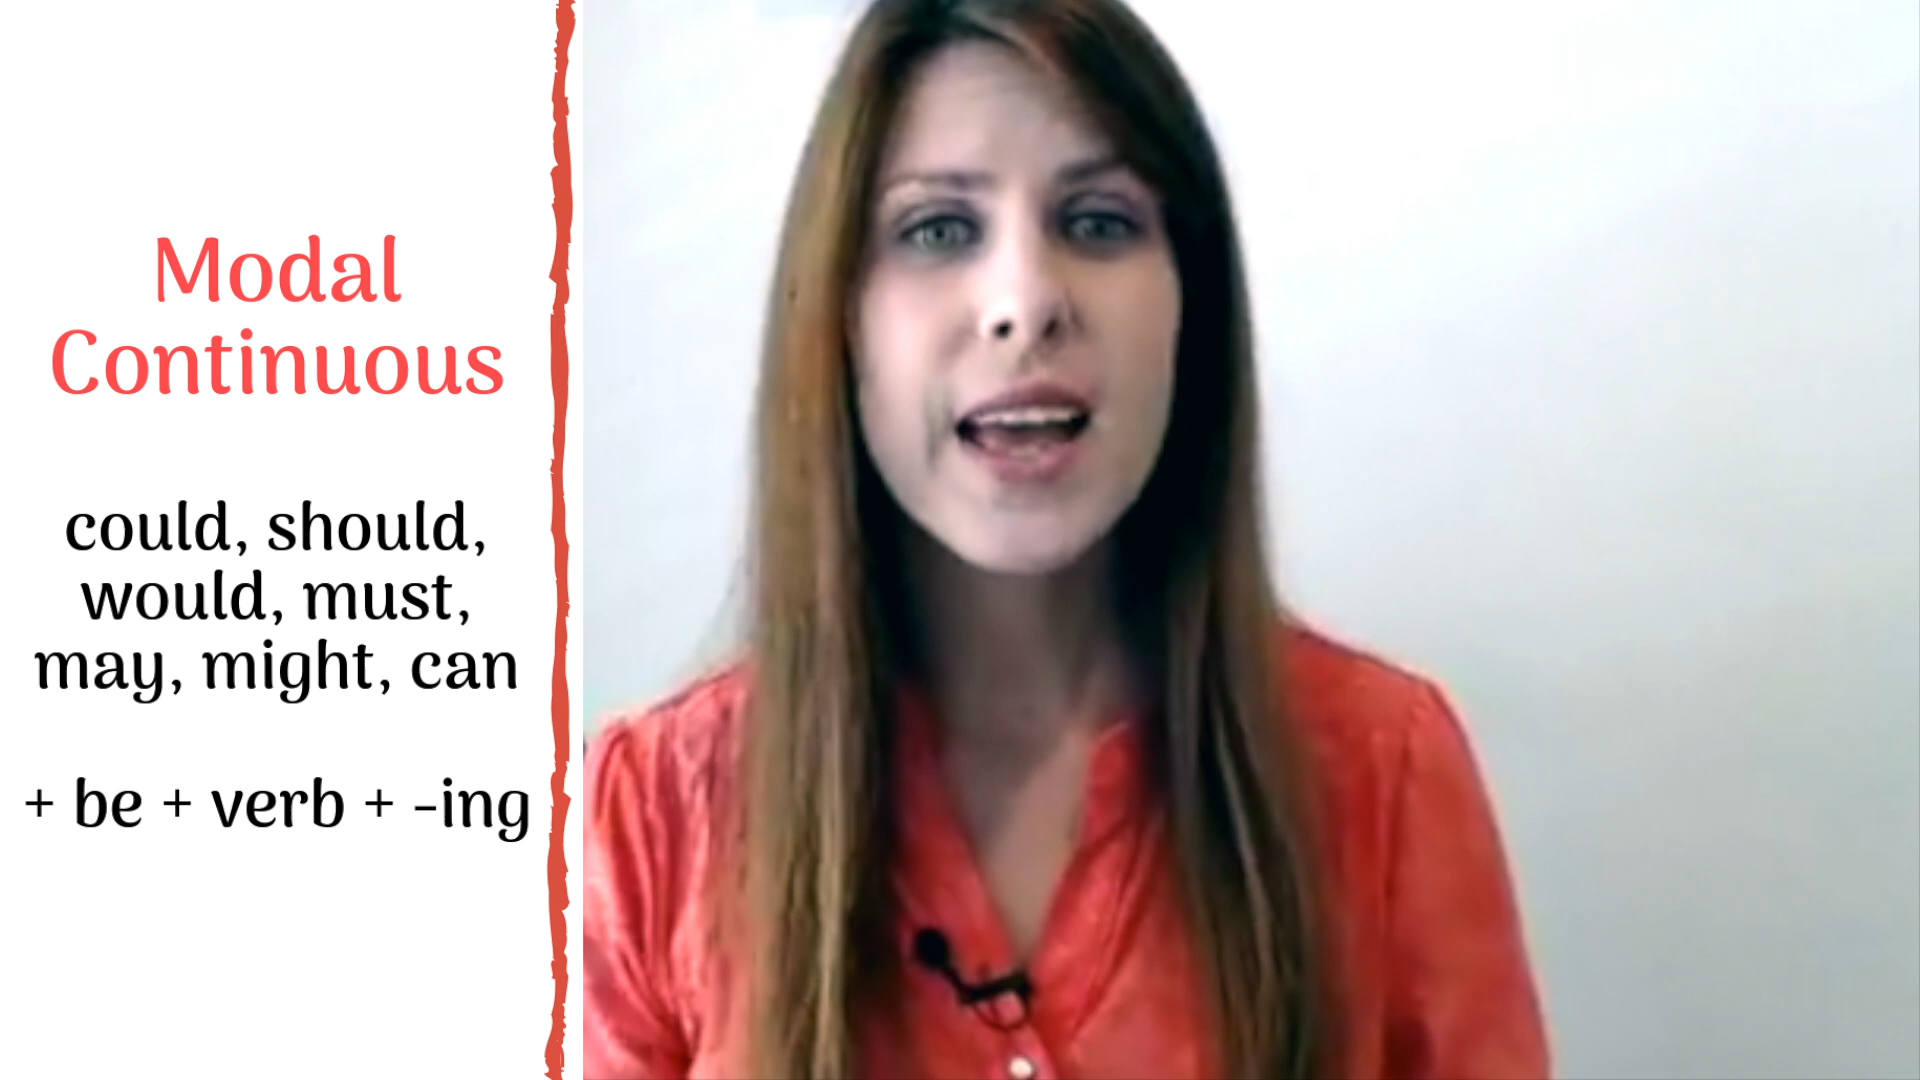 Modal
Continuous
could, should,
would, must,
may, might, can
+ be + verb + -ing